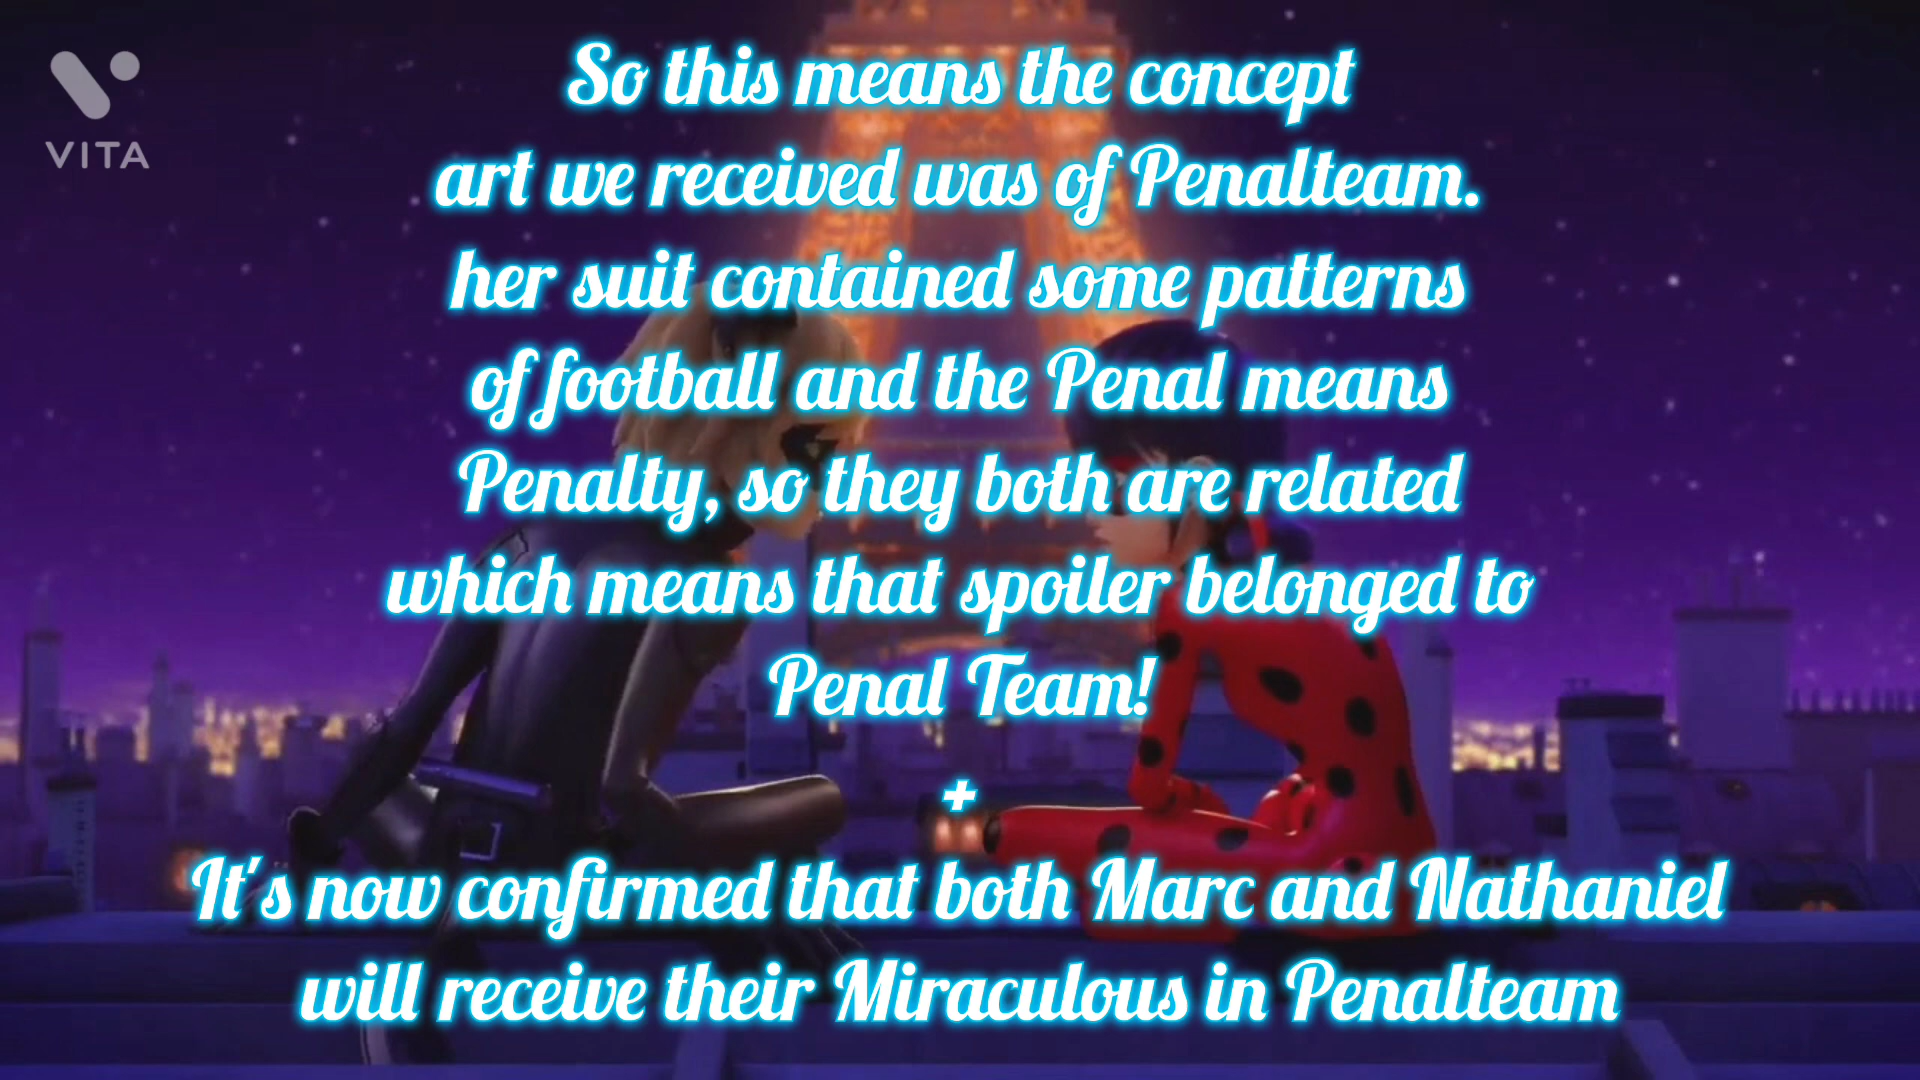 VITA
So this means the concept
art we received was of Penalteam.
her suit contained some patterns
of football and the Penal means
Penalty, so they both are related
which means that spoiler belonged to
Penal Team!
+
It's now confirmed that both Marc and Nathaniel
will receive their Miraculous in Penalteam